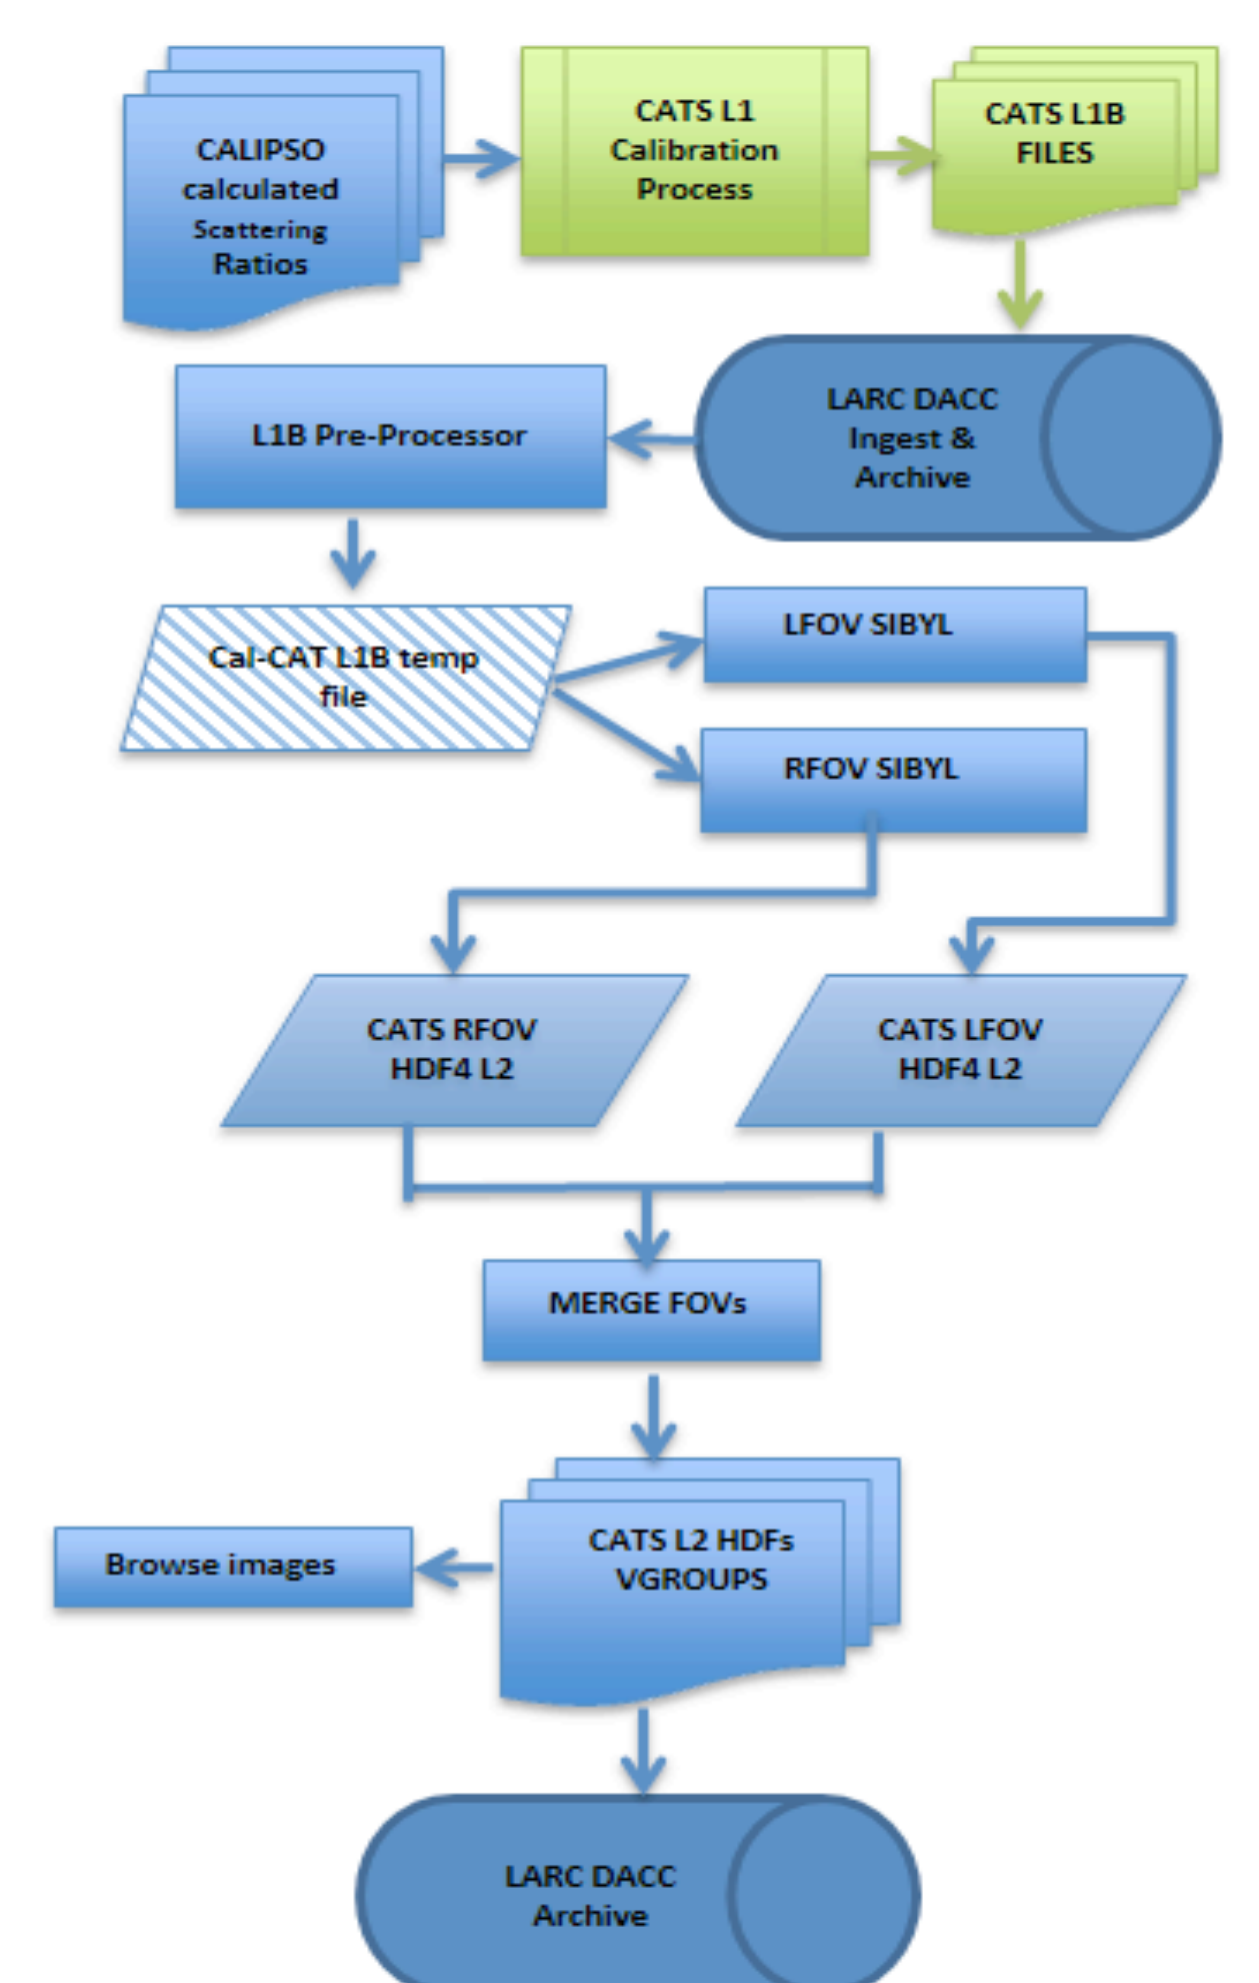 CALIPSO
calculated
Scattering
Ratios
CATS L1
Calibration
Process
CATS L1B
FILES
LARC DACC
Ingest &
Archive
L1B Pre-Processor
Cal-CAT L1B temp
file
LFOV SIBYL
RFOV SIBYL
CATS RFOV
HDF4 L2
CATS LFOV
HDF4 L2
MERGE FOVs
CATS L2 HDFs
VGROUPS
Browse images
LARC DACC
Archive